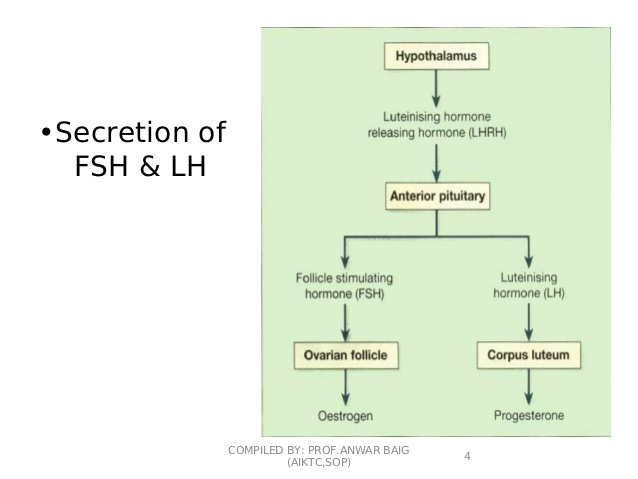 •Secretion of
FSH & LH
Hypothalamus
Luteinising hormone
releasing hormone (LHRH)
Anterior pituitary
Follicle stimulating
hormone (FSH)
Luteinising
hormone (LH)
Ovarian follicle
Corpus luteum
Oestrogen
Progesterone
COMPILED BY: PROF.ANWAR BAIG
(AIKTC,SOP)
4